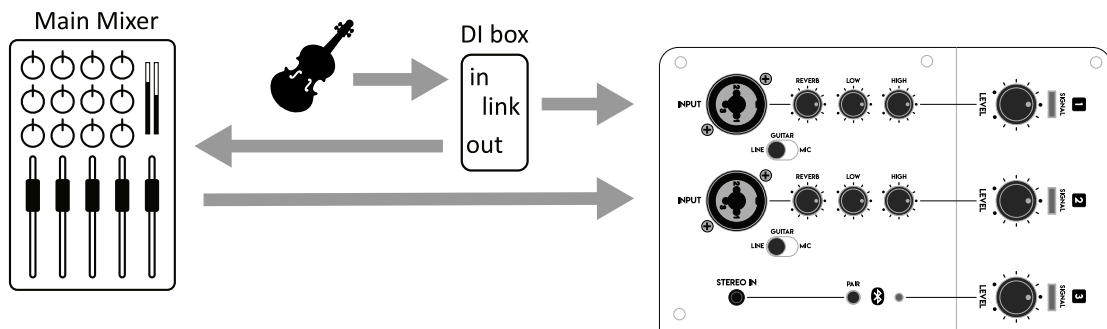 Main Mixer
DI box
in
link
out
INPUT
REVERB
LOW
HIGH
LEVEL
SIGNAL
1
GUITAR
LINE
MIC
INPUT
REVERB
LOW
HIGH
LEVEL
SIGNAL
2
GUITAR
LINE
MIC
STEREO IN
PAIR
LEVEL
SIGNAL
3